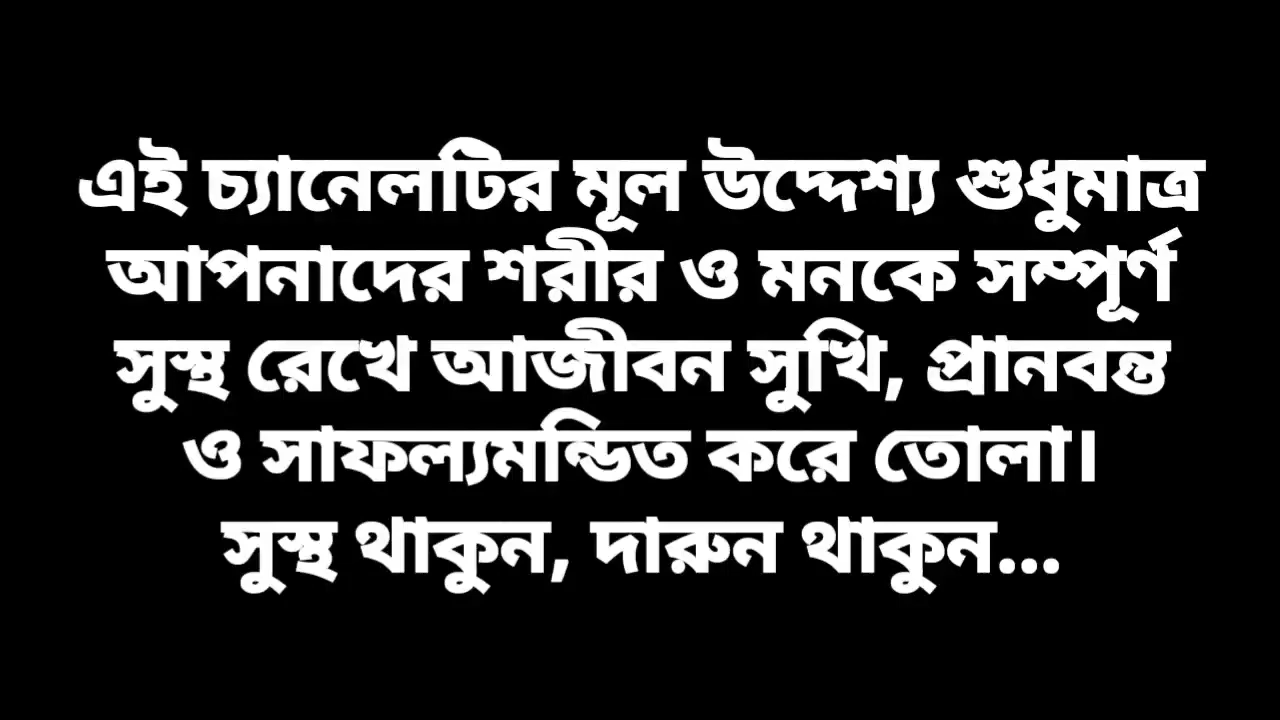 এই চ্যানেলটির মূল উদ্দেশ্য শুধুমাত্র
আপনাদের শরীর ও মনকে সম্পূর্ণ
সুস্থ রেখে আজীবন সুখি, প্রানবন্ত
ও সাফল্যমন্ডিত করে তোলা।
সুস্থ থাকুন, দারুন থাকুন...